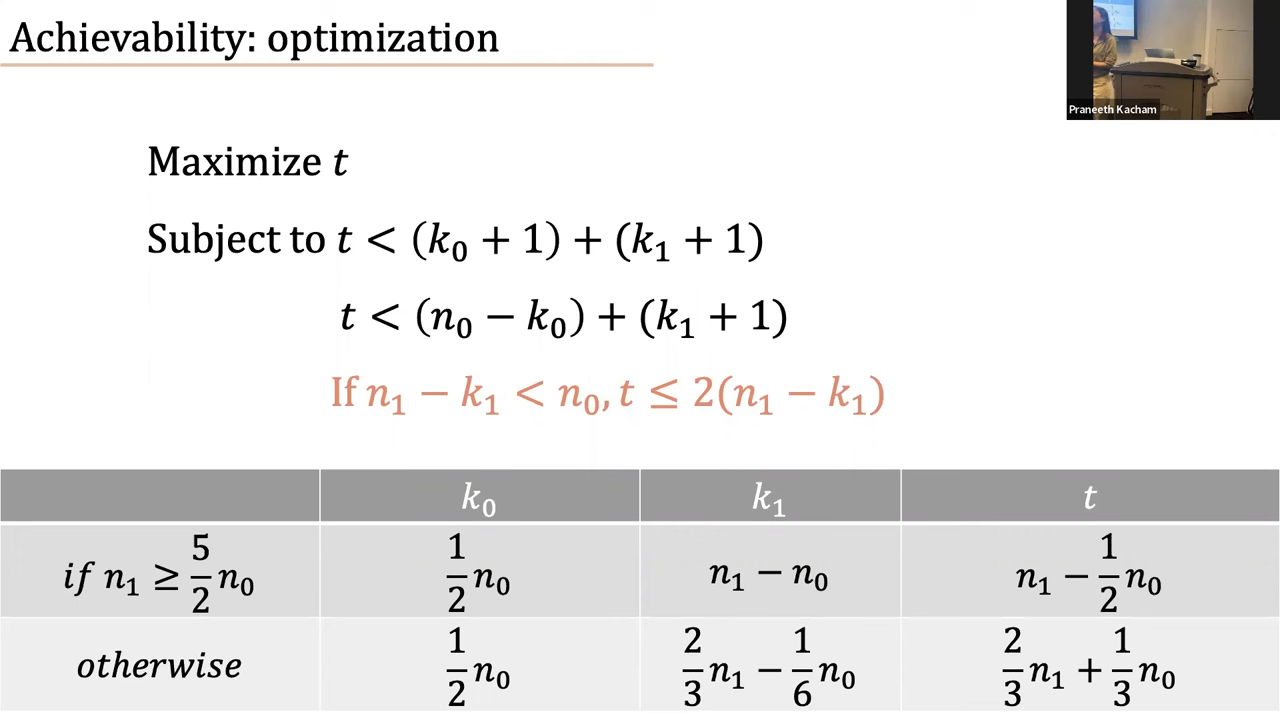 Achievability: optimization
Praneeth Kacham
Maximize t
Subject to t < (k₀ + 1) + (k₁ + 1)
t < (n₀ − k₀) + (k₁ + 1)
If n₁ − k₁ < n₀, t ≤ 2(n₁ − k₁)
k₀ k₁ t
if n₁ ≥ 5/2 n₀ 1/2 n₀ n₁ − n₀ n₁ − 1/2 n₀
otherwise 1/2 n₀ 2/3 n₁ − 1/6 n₀ 2/3 n₁ + 1/3 n₀